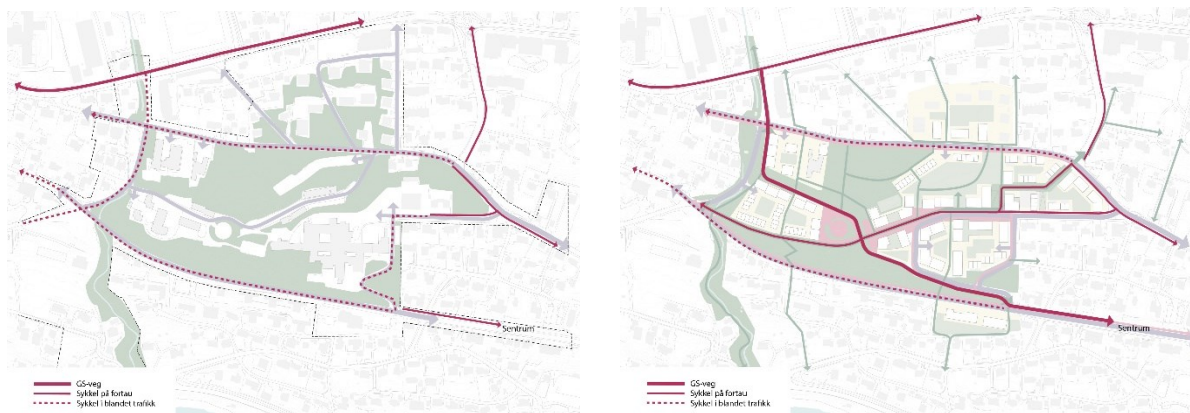 Sentrum
GS-veg
Sykkel på fortau
Sykkel i blandet trafikk
Sentrum
GS-veg
Sykkel på fortau
Sykkel i blandet trafikk